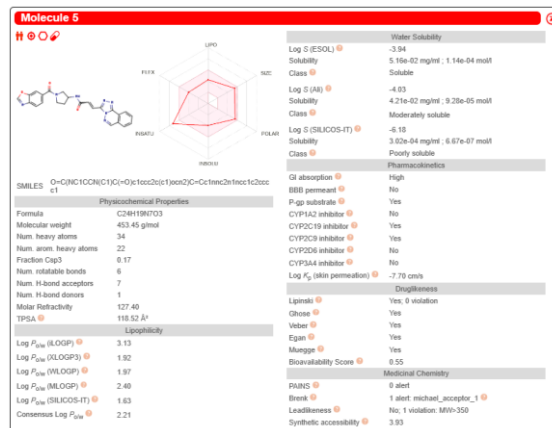 Molecule 5
LIPO
FLEX
SIZE
INSATU
POLAR
INSOLU
SMILES O=C(NC1CCN(C1)C(=O)c1ccc2c(c1)ocn2)C=Cc1nnc2n1ncc1c2ccc
c1
Physicochemical Properties
Formula C24H19N7O3
Molecular weight 453.45 g/mol
Num. heavy atoms 34
Num. arom. heavy atoms 22
Fraction Csp3 0.17
Num. rotatable bonds 6
Num. H-bond acceptors 7
Num. H-bond donors 1
Molar Refractivity 127.40
TPSA 118.52 Å²
Lipophilicity
Log Po/w (iLOGP) 3.13
Log Po/w (XLOGP3) 1.92
Log Po/w (WLOGP) 1.97
Log Po/w (MLOGP) 2.40
Log Po/w (SILICOS-IT) 1.63
Consensus Log Po/w 2.21
Water Solubility
Log S (ESOL) -3.94
Solubility 5.16e-02 mg/ml ; 1.14e-04 mol/l
Class Soluble
Log S (Ali) -4.03
Solubility 4.21e-02 mg/ml ; 9.28e-05 mol/l
Class Moderately soluble
Log S (SILICOS-IT) -6.18
Solubility 3.02e-04 mg/ml ; 6.67e-07 mol/l
Class Poorly soluble
Pharmacokinetics
GI absorption High
BBB permeant No
P-gp substrate Yes
CYP1A2 inhibitor No
CYP2C19 inhibitor Yes
CYP2C9 inhibitor Yes
CYP2D6 inhibitor No
CYP3A4 inhibitor No
Log Kp (skin permeation) -7.70 cm/s
Druglikeness
Lipinski Yes; 0 violation
Ghose Yes
Veber Yes
Egan Yes
Muegge Yes
Bioavailability Score 0.55
Medicinal Chemistry
PAINS 0 alert
Brenk 1 alert: michael_acceptor_1
Leadlikeness No; 1 violation: MW>350
Synthetic accessibility 3.93